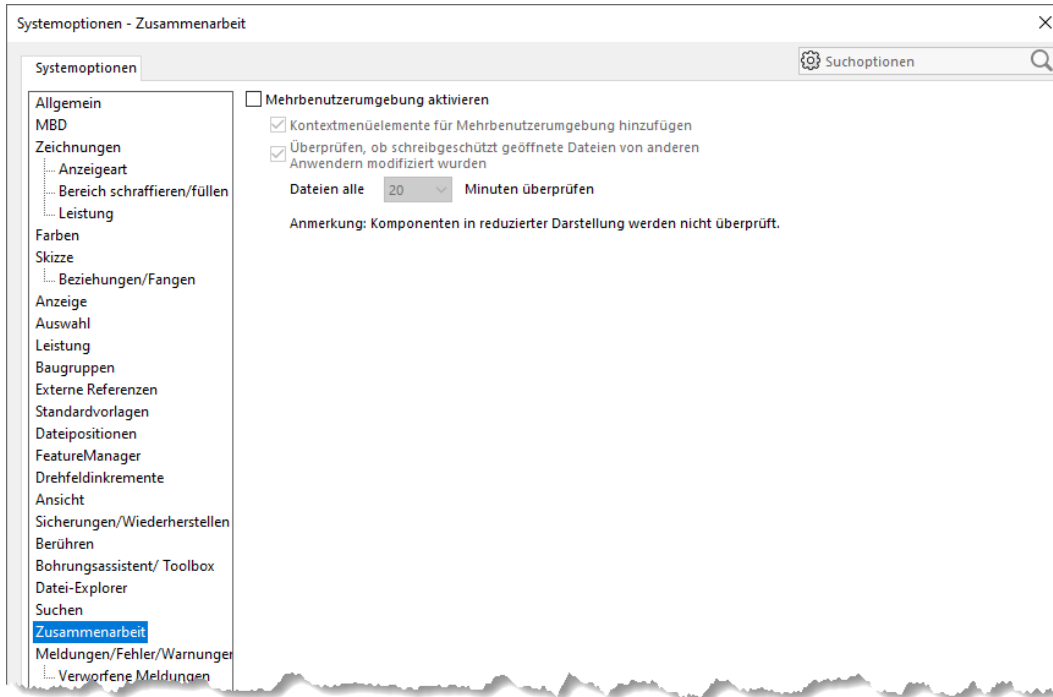 Systemoptionen - Zusammenarbeit
Systemoptionen
Suchoptionen
Allgemein
MBD
Zeichnungen
Anzeigeart
Bereich schraffieren/füllen
Leistung
Farben
Skizze
Beziehungen/Fangen
Anzeige
Auswahl
Leistung
Baugruppen
Externe Referenzen
Standardvorlagen
Dateipositionen
FeatureManager
Drehfeldinkremente
Ansicht
Sicherungen/Wiederherstellen
Berühren
Bohrungsassistent/ Toolbox
Datei-Explorer
Suchen
Zusammenarbeit
Meldungen/Fehler/Warnungen
Verworfene Meldungen
Mehrbenutzerumgebung aktivieren
Kontextmenüelemente für Mehrbenutzerumgebung hinzufügen
Überprüfen, ob schreibgeschützt geöffnete Dateien von anderen
Anwendern modifiziert wurden
Dateien alle 20 Minuten überprüfen
Anmerkung: Komponenten in reduzierter Darstellung werden nicht überprüft.